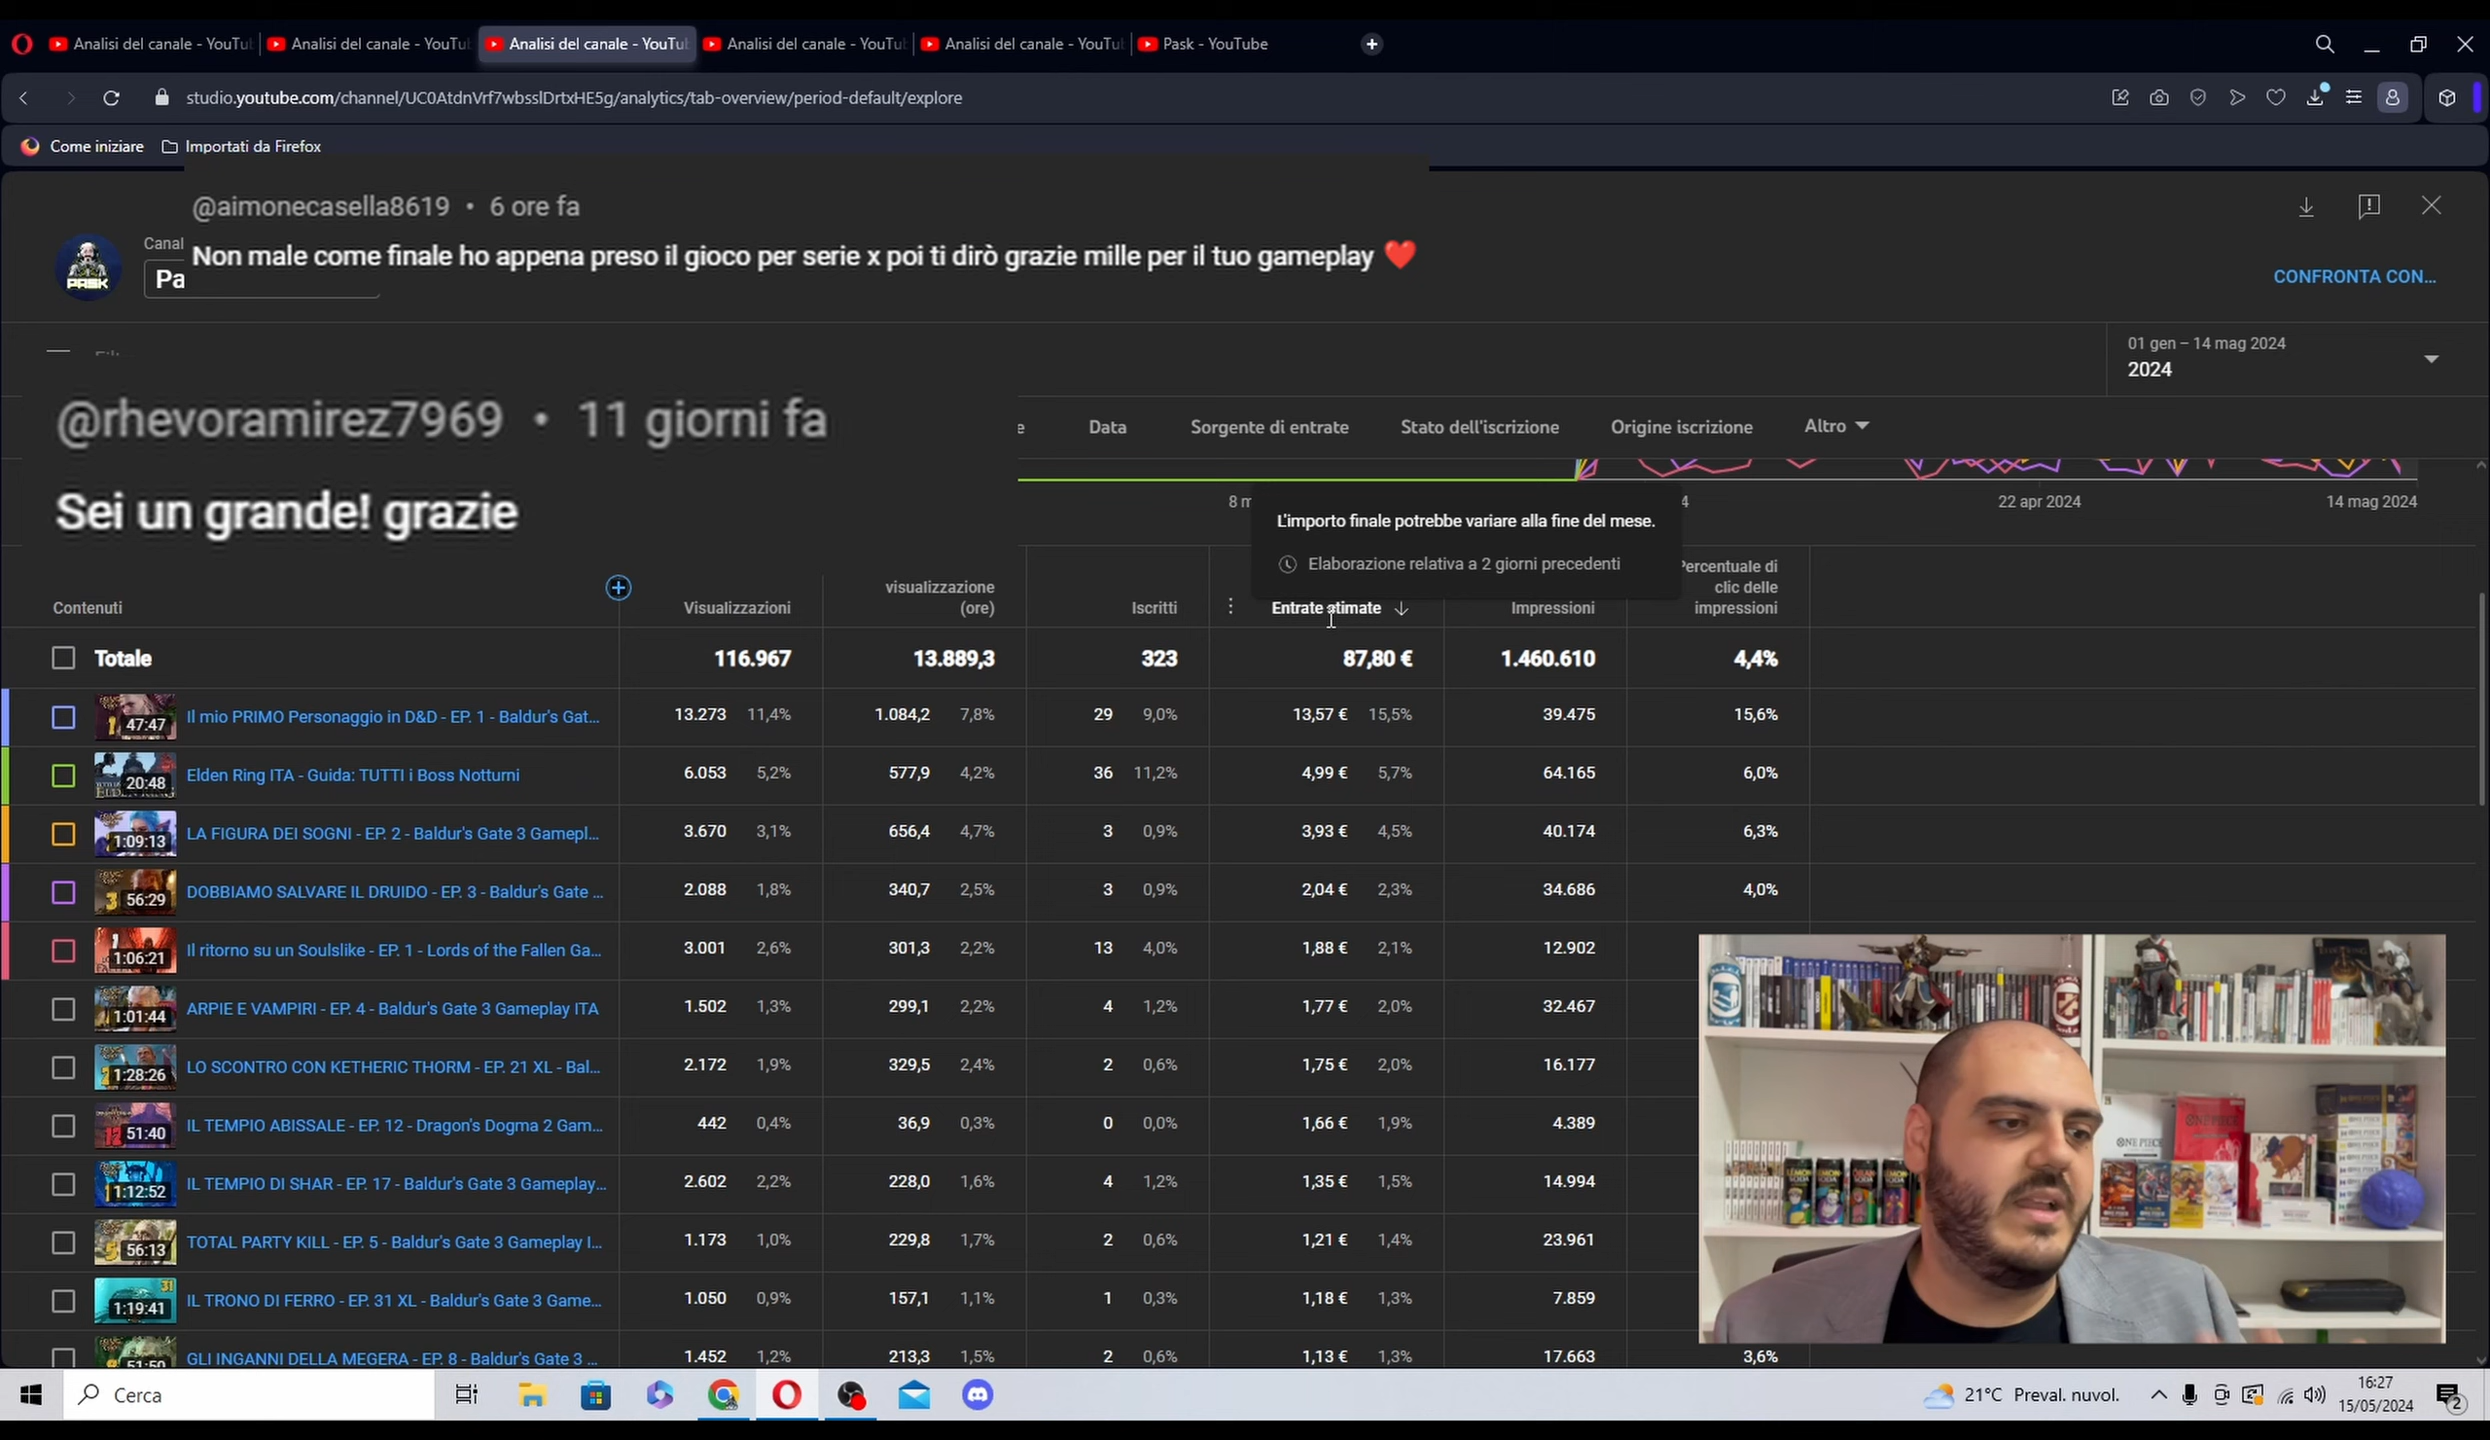 Analisi del canale - YouTu
Analisi del canale - YouTu
Analisi del canale - YouTu
Analisi del canale - YouTu
Analisi del canale - YouTu
Pask - YouTube
studio.youtube.com/channel/UC0AtdnVrf7wbsslDrtxHE5g/analytics/tab-overview/period-default/explore
Come iniziare
Importati da Firefox
@aimonecasella8619 • 6 ore fa
Non male come finale ho appena preso il gioco per serie x poi ti dirò grazie mille per il tuo gameplay ❤️
Canal
Pa
PASK
CONFRONTA CON...
01 gen – 14 mag 2024
2024
@rhevoramirez7969 • 11 giorni fa
Sei un grande! grazie
e Data Sorgente di entrate Stato dell'iscrizione Origine iscrizione Altro
8 m 4 22 apr 2024 14 mag 2024
L'importo finale potrebbe variare alla fine del mese.
Elaborazione relativa a 2 giorni precedenti
Contenuti
Visualizzazioni
visualizzazione
(ore)
Iscritti
Entrate stimate
Impressioni
Percentuale di
clic delle
impressioni
Totale 116.967 13.889,3 323 87,80 € 1.460.610 4,4%
47:47 Il mio PRIMO Personaggio in D&D - EP. 1 - Baldur's Gat... 13.273 11,4% 1.084,2 7,8% 29 9,0% 13,57 € 15,5% 39.475 15,6%
20:48 Elden Ring ITA - Guida: TUTTI i Boss Notturni 6.053 5,2% 577,9 4,2% 36 11,2% 4,99 € 5,7% 64.165 6,0%
1:09:13 LA FIGURA DEI SOGNI - EP. 2 - Baldur's Gate 3 Gamepl... 3.670 3,1% 656,4 4,7% 3 0,9% 3,93 € 4,5% 40.174 6,3%
56:29 DOBBIAMO SALVARE IL DRUIDO - EP. 3 - Baldur's Gate ... 2.088 1,8% 340,7 2,5% 3 0,9% 2,04 € 2,3% 34.686 4,0%
1:06:21 Il ritorno su un Soulslike - EP. 1 - Lords of the Fallen Ga... 3.001 2,6% 301,3 2,2% 13 4,0% 1,88 € 2,1% 12.902
1:01:44 ARPIE E VAMPIRI - EP. 4 - Baldur's Gate 3 Gameplay ITA 1.502 1,3% 299,1 2,2% 4 1,2% 1,77 € 2,0% 32.467
1:28:26 LO SCONTRO CON KETHERIC THORM - EP. 21 XL - Bal... 2.172 1,9% 329,5 2,4% 2 0,6% 1,75 € 2,0% 16.177
12 51:40 IL TEMPIO ABISSALE - EP. 12 - Dragon's Dogma 2 Gam... 442 0,4% 36,9 0,3% 0 0,0% 1,66 € 1,9% 4.389
1:12:52 IL TEMPIO DI SHAR - EP. 17 - Baldur's Gate 3 Gameplay... 2.602 2,2% 228,0 1,6% 4 1,2% 1,35 € 1,5% 14.994
56:13 TOTAL PARTY KILL - EP. 5 - Baldur's Gate 3 Gameplay I... 1.173 1,0% 229,8 1,7% 2 0,6% 1,21 € 1,4% 23.961
1:19:41 IL TRONO DI FERRO - EP. 31 XL - Baldur's Gate 3 Game... 1.050 0,9% 157,1 1,1% 1 0,3% 1,18 € 1,3% 7.859
51:50 GLI INGANNI DELLA MEGERA - EP. 8 - Baldur's Gate 3 ... 1.452 1,2% 213,3 1,5% 2 0,6% 1,13 € 1,3% 17.663 3,6%
ONE PIECE
ONE PIECE
Cerca
21°C Preval. nuvol.
16:27
15/05/2024
2